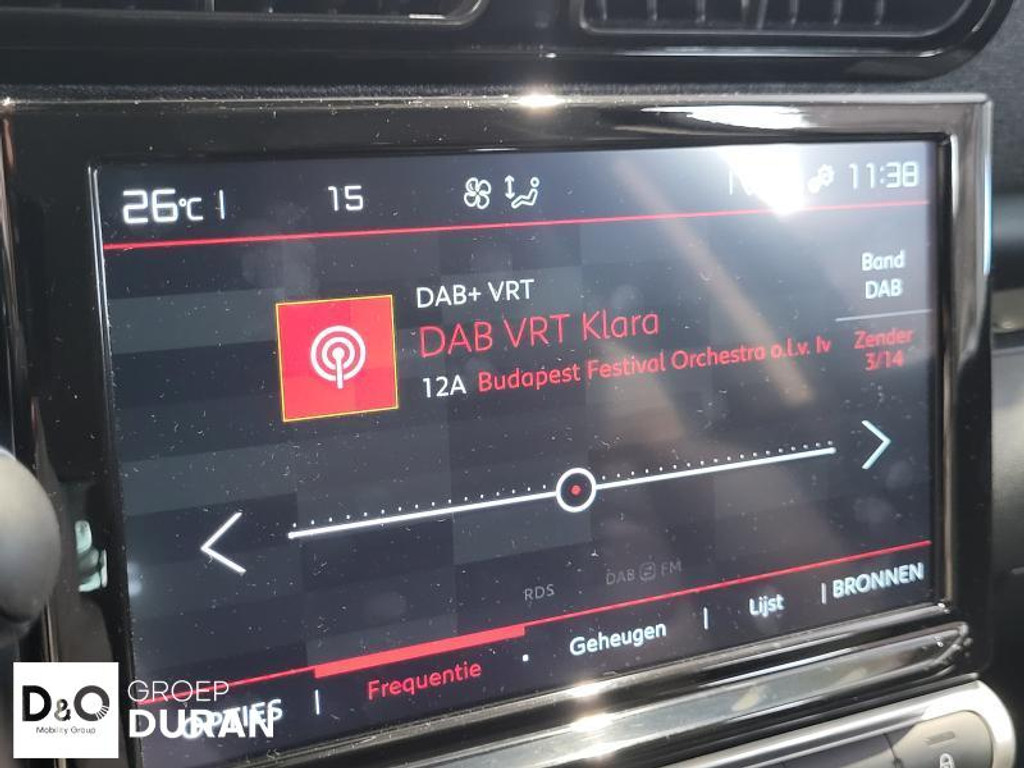 26°C 15 11:38
Band
DAB
DAB+ VRT
DAB VRT Klara
12A Budapest Festival Orchestra o.l.v. Iv
Zender
3/14
RDS DAB FM
OPTIES Frequentie Geheugen Lijst BRONNEN
D&O
Mobility Group
GROEP
DURAN